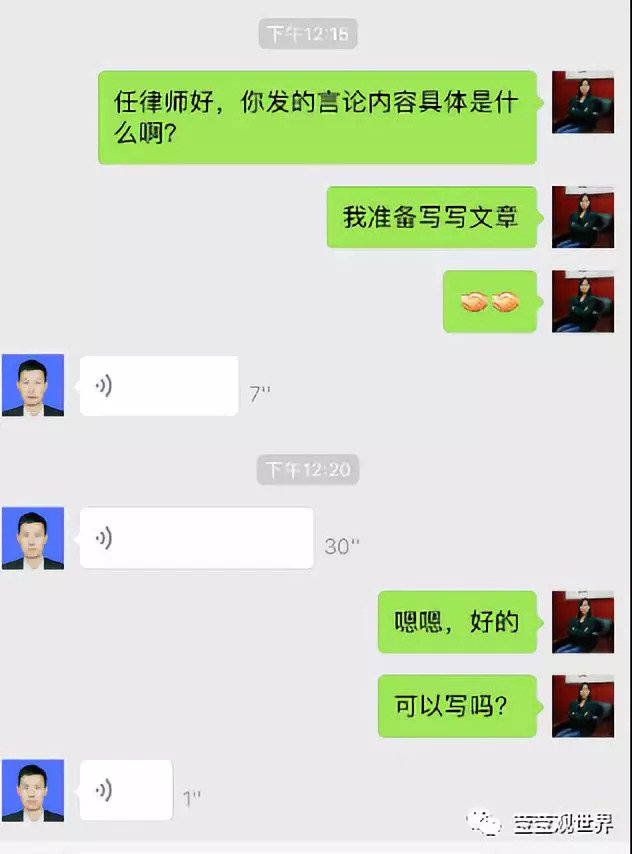 下午12:15
任律师好，你发的言论内容具体是什
么啊？
我准备写写文章
7''
下午12:20
30''
嗯嗯，好的
可以写吗？
1''
荳荳观世界